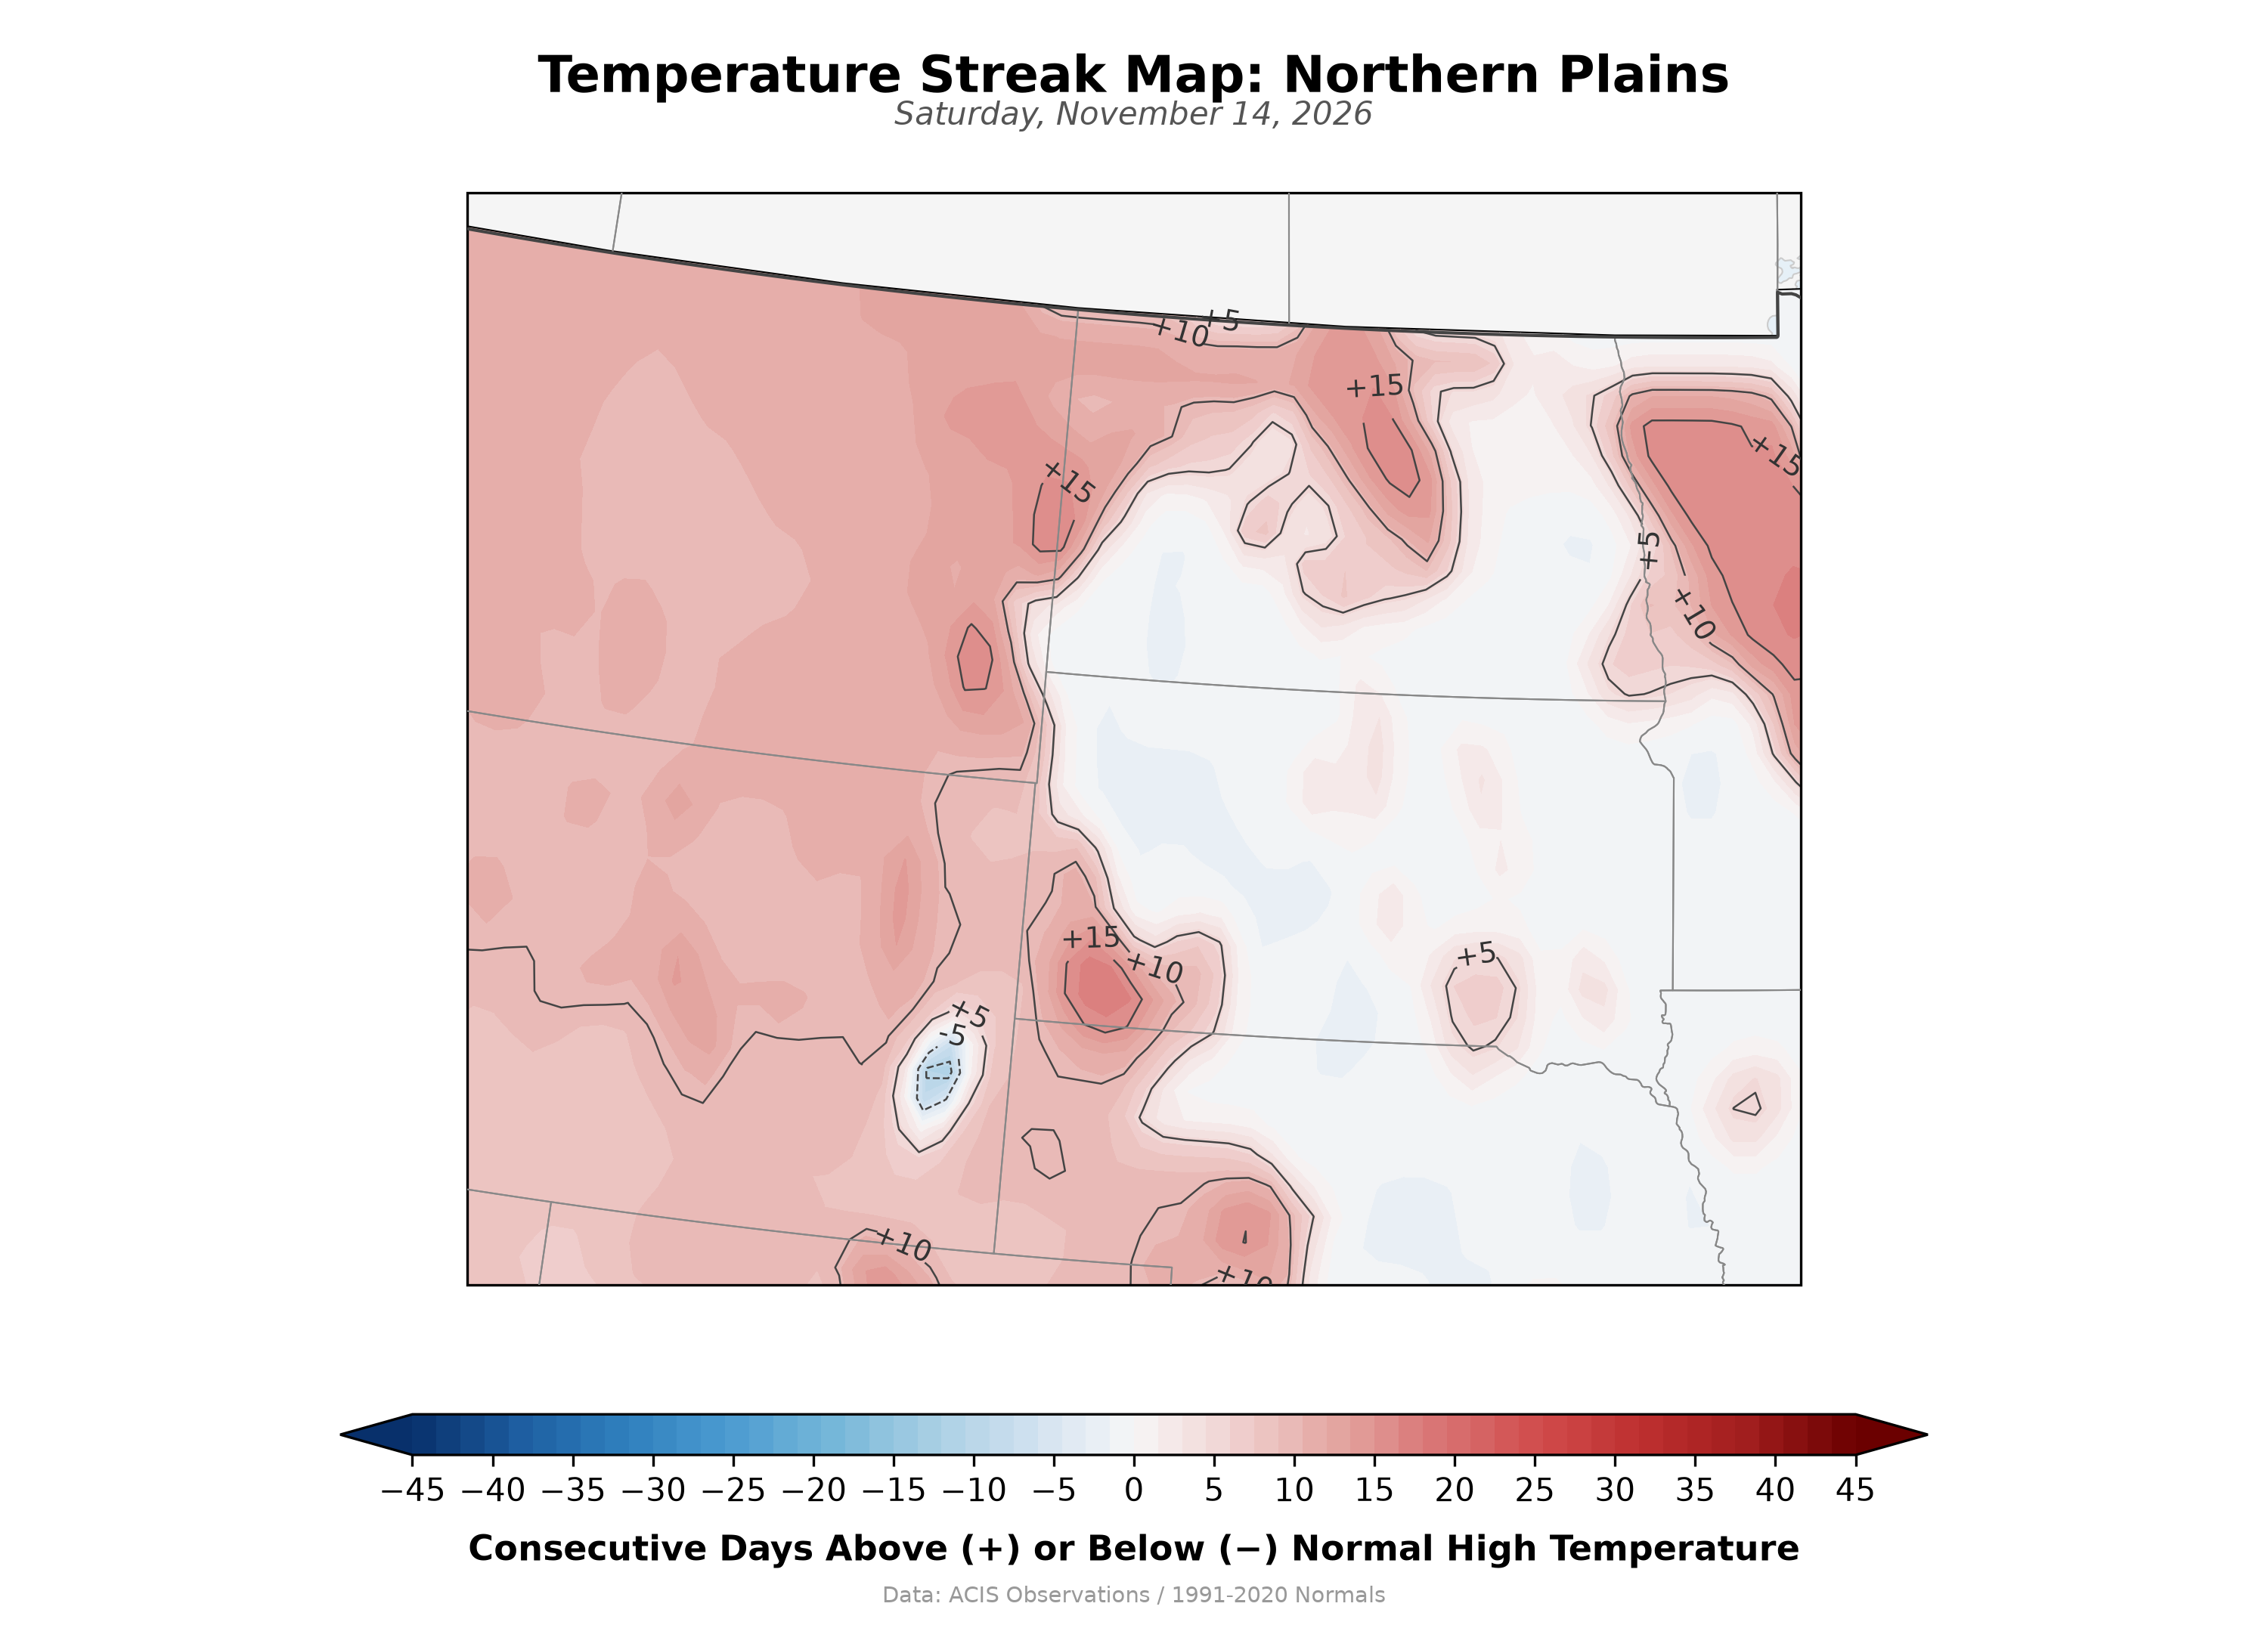 Temperature Streak Map: Northern Plains
Saturday, November 14, 2026
+5
+10
+15
+15
+15
+5
+10
+15
+10
+5
+5
-5
+10
+10
−45 −40 −35 −30 −25 −20 −15 −10 −5 0 5 10 15 20 25 30 35 40 45
Consecutive Days Above (+) or Below (−) Normal High Temperature
Data: ACIS Observations / 1991-2020 Normals